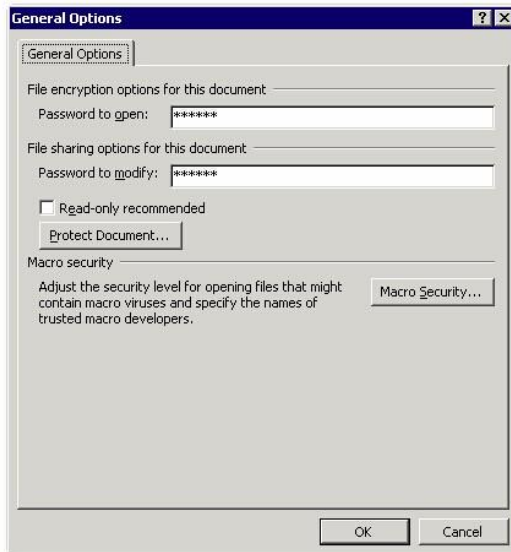 General Options
General Options
File encryption options for this document
Password to open: ******
File sharing options for this document
Password to modify: ******
Read-only recommended
Protect Document...
Macro security
Adjust the security level for opening files that might
contain macro viruses and specify the names of
trusted macro developers.
Macro Security...
OK Cancel